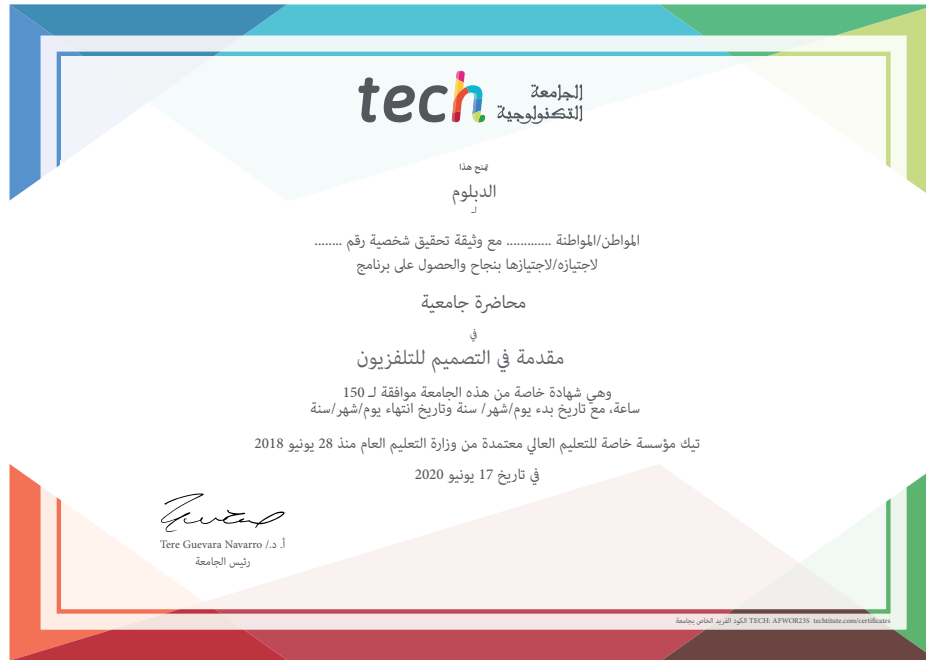 tech الجامعة
التكنولوجية
تمنح هذا
الدبلوم
لـ
المواطن/المواطنة ............. مع وثيقة تحقيق شخصية رقم ........
لاجتيازه/لاجتيازها بنجاح والحصول على برنامج
محاضرة جامعية
في
مقدمة في التصميم للتلفزيون
وهي شهادة خاصة من هذه الجامعة موافقة لـ 150
ساعة، مع تاريخ بدء يوم/شهر/ سنة وتاريخ انتهاء يوم/شهر/سنة
تيك مؤسسة خاصة للتعليم العالي معتمدة من وزارة التعليم العام منذ 28 يونيو 2018
في تاريخ 17 يونيو 2020
أ. د./ Tere Guevara Navarro
رئيس الجامعة
الكود الفريد الخاص بجامعة TECH: AFWOR23S techtitute.com/certificates